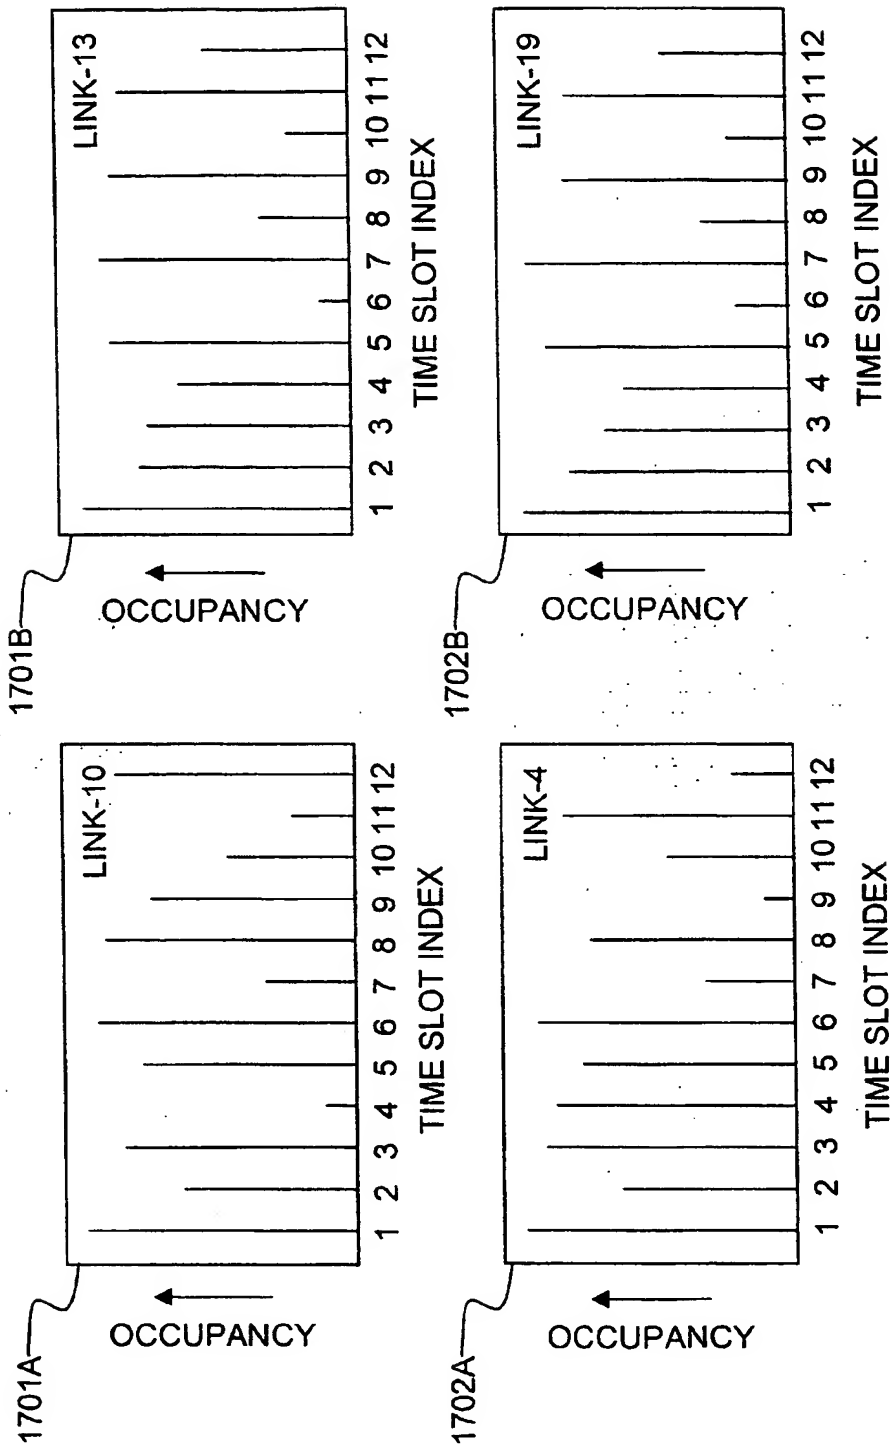 1701A
LINK-10
OCCUPANCY
1 2 3 4 5 6 7 8 9 10 11 12
TIME SLOT INDEX
1701B
LINK-13
OCCUPANCY
1 2 3 4 5 6 7 8 9 10 11 12
TIME SLOT INDEX
1702A
LINK-4
OCCUPANCY
1 2 3 4 5 6 7 8 9 10 11 12
TIME SLOT INDEX
1702B
LINK-19
OCCUPANCY
1 2 3 4 5 6 7 8 9 10 11 12
TIME SLOT INDEX